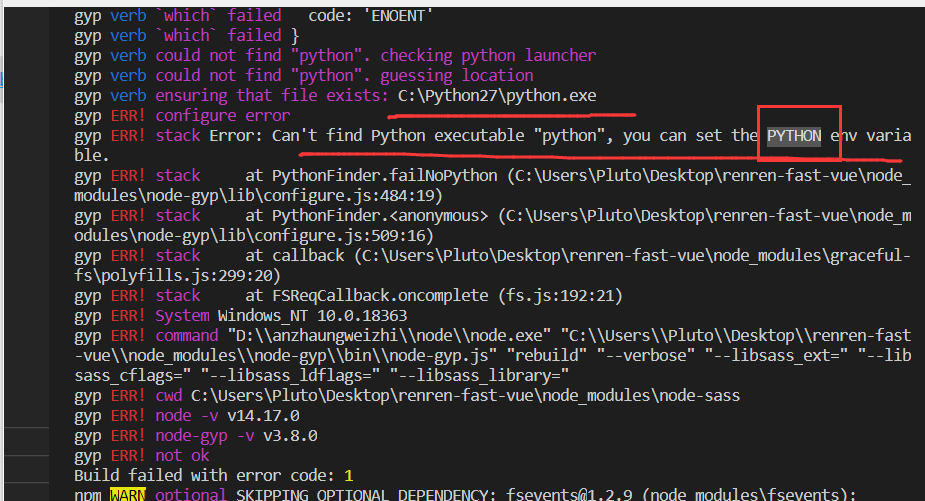 gyp verb `which` failed   code: 'ENOENT'
gyp verb `which` failed }
gyp verb could not find "python". checking python launcher
gyp verb could not find "python". guessing location
gyp verb ensuring that file exists: C:\Python27\python.exe
gyp ERR! configure error
gyp ERR! stack Error: Can't find Python executable "python", you can set the PYTHON env varia
ble.
gyp ERR! stack     at PythonFinder.failNoPython (C:\Users\Pluto\Desktop\renren-fast-vue\node_
modules\node-gyp\lib\configure.js:484:19)
gyp ERR! stack     at PythonFinder.<anonymous> (C:\Users\Pluto\Desktop\renren-fast-vue\node_m
odules\node-gyp\lib\configure.js:509:16)
gyp ERR! stack     at callback (C:\Users\Pluto\Desktop\renren-fast-vue\node_modules\graceful-
fs\polyfills.js:299:20)
gyp ERR! stack     at FSReqCallback.oncomplete (fs.js:192:21)
gyp ERR! System Windows_NT 10.0.18363
gyp ERR! command "D:\\anzhaungweizhi\\node\\node.exe" "C:\\Users\\Pluto\\Desktop\\renren-fast
-vue\\node_modules\\node-gyp\\bin\\node-gyp.js" "rebuild" "--verbose" "--libsass_ext=" "--lib
sass_cflags=" "--libsass_ldflags=" "--libsass_library="
gyp ERR! cwd C:\Users\Pluto\Desktop\renren-fast-vue\node_modules\node-sass
gyp ERR! node -v v14.17.0
gyp ERR! node-gyp -v v3.8.0
gyp ERR! not ok
Build failed with error code: 1
npm WARN optional SKIPPING OPTIONAL DEPENDENCY: fsevents@1.2.9 (node_modules\fsevents):